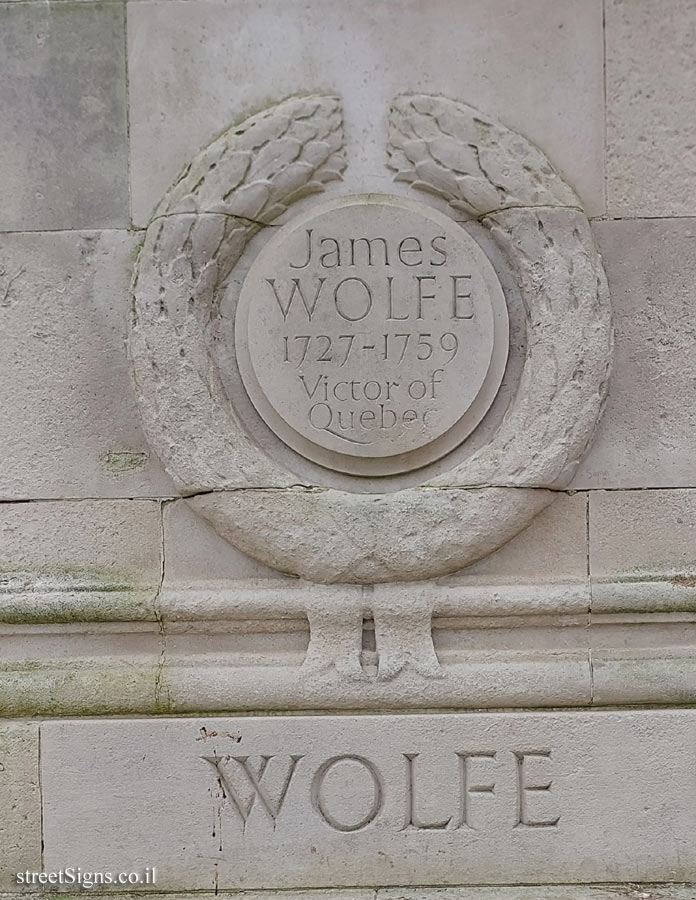 James
WOLFE
1727-1759
Victor of
Quebec
WOLFE
streetSigns.co.il